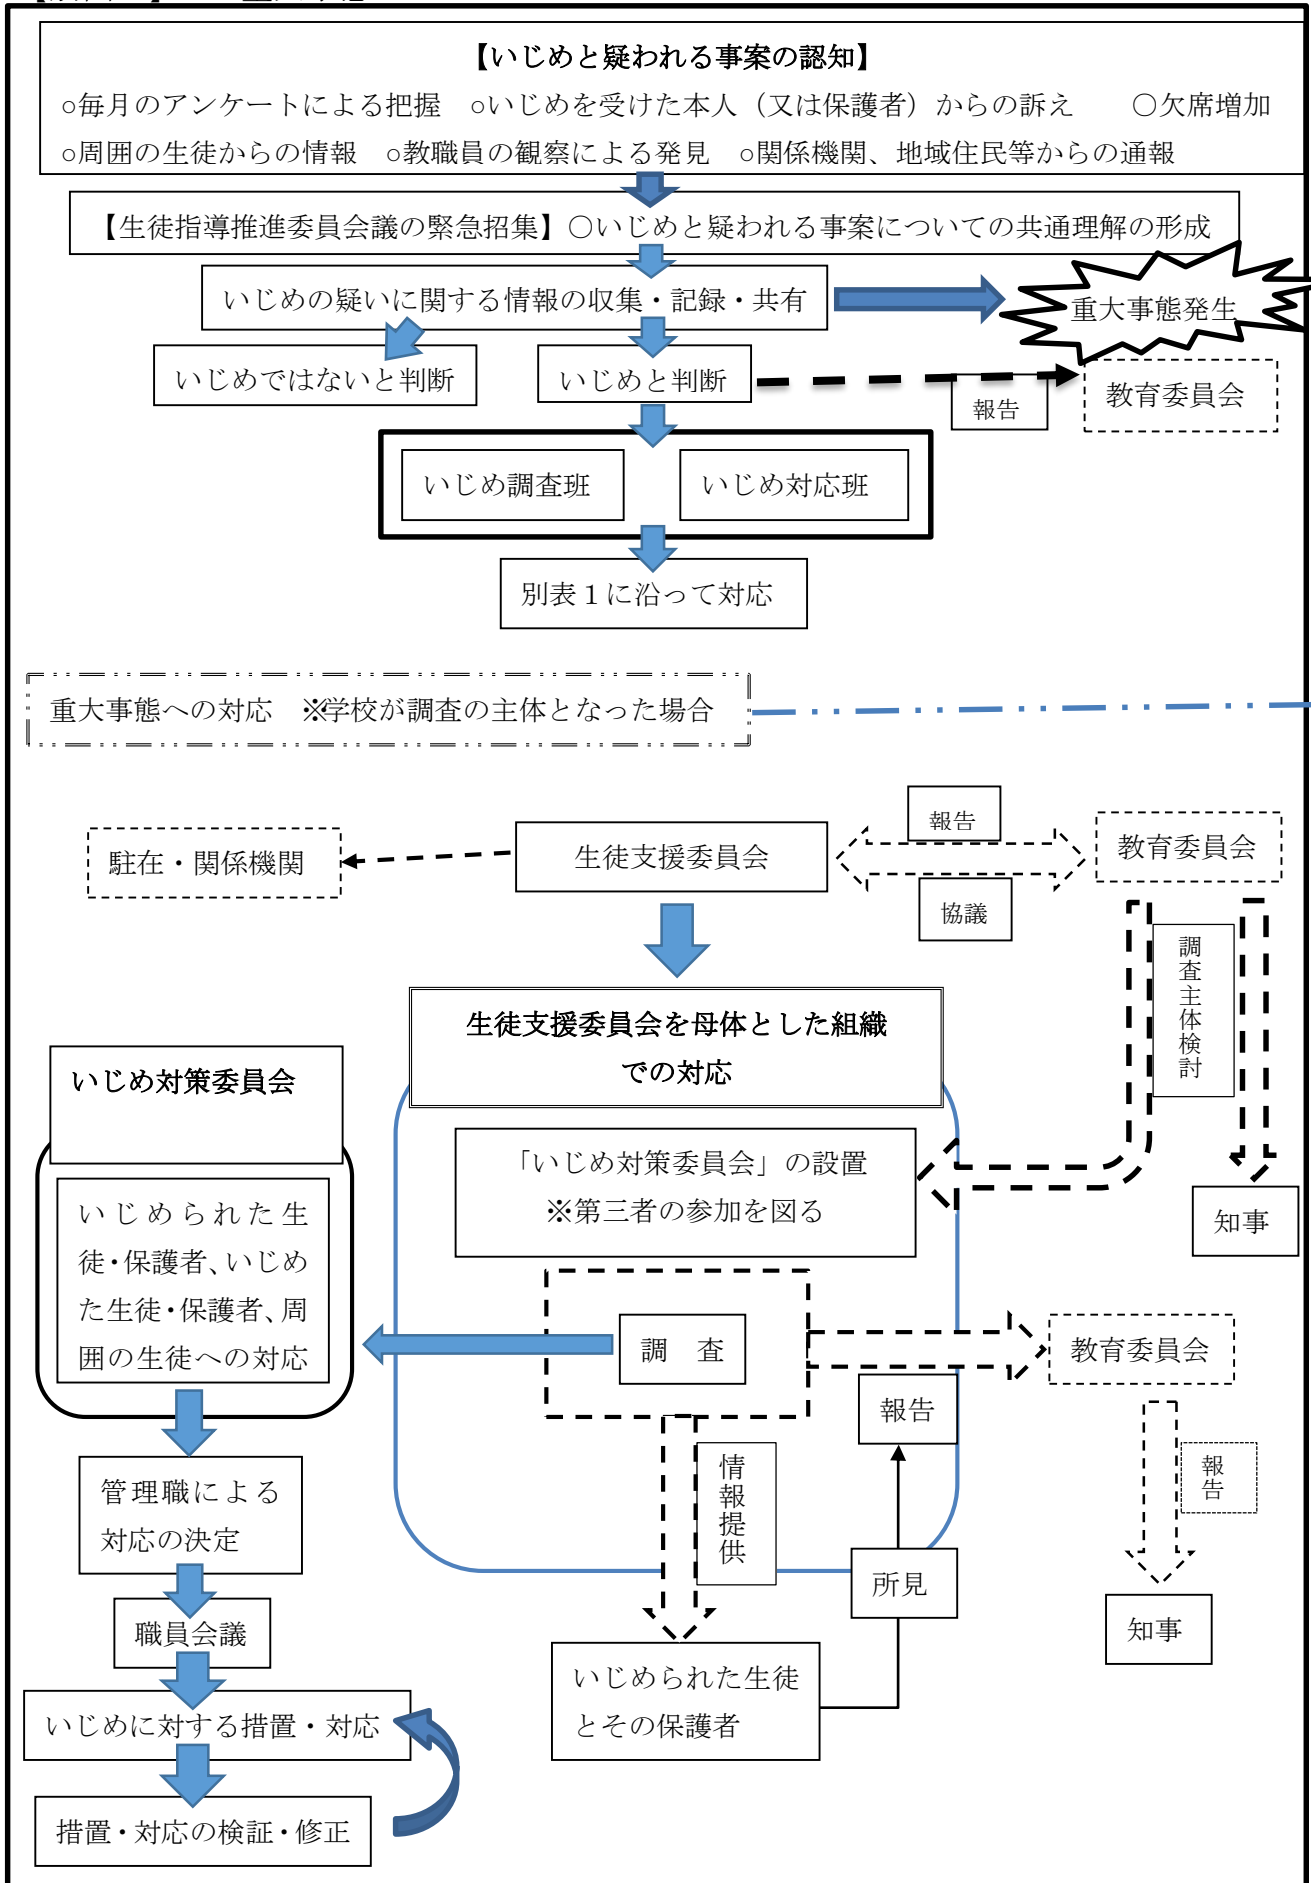 【いじめと疑われる事案の認知】
○毎月のアンケートによる把握　○いじめを受けた本人（又は保護者）からの訴え　　〇欠席増加
○周囲の生徒からの情報　○教職員の観察による発見　○関係機関、地域住民等からの通報
【生徒指導推進委員会議の緊急招集】〇いじめと疑われる事案についての共通理解の形成
いじめの疑いに関する情報の収集・記録・共有
重大事態発生
いじめではないと判断
いじめと判断
報告
教育委員会
いじめ調査班
いじめ対応班
別表１に沿って対応
重大事態への対応　※学校が調査の主体となった場合
駐在・関係機関
生徒支援委員会
報告
協議
教育委員会
調査主体検討
知事
生徒支援委員会を母体とした組織
での対応
いじめ対策委員会
「いじめ対策委員会」の設置
※第三者の参加を図る
いじめられた生
徒・保護者、いじめ
た生徒・保護者、周
囲の生徒への対応
調　査
教育委員会
報告
情報提供
報告
管理職による
対応の決定
所見
知事
職員会議
いじめられた生徒
とその保護者
いじめに対する措置・対応
措置・対応の検証・修正